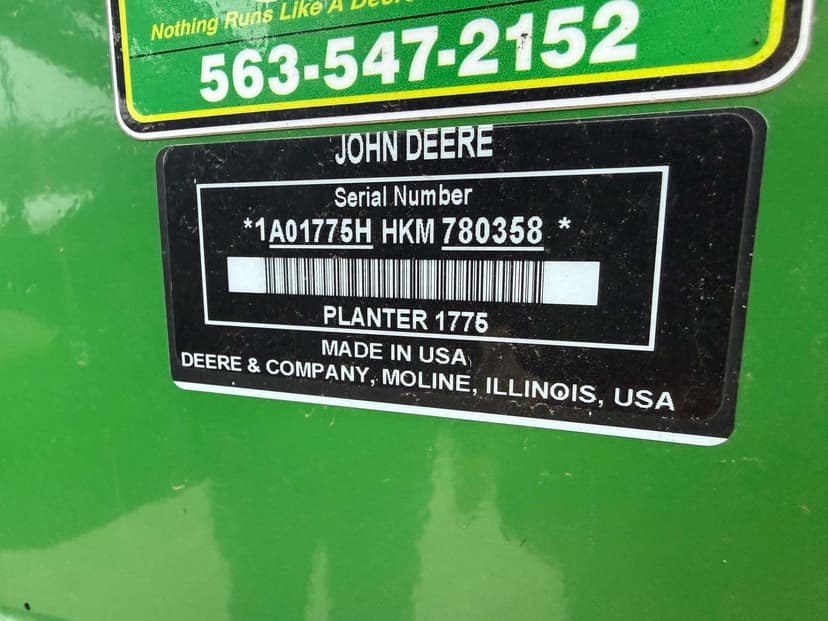 Nothing Runs Like A Deere
563-547-2152
JOHN DEERE
Serial Number
*1A01775H HKM 780358 *
PLANTER 1775
MADE IN USA
DEERE & COMPANY, MOLINE, ILLINOIS, USA